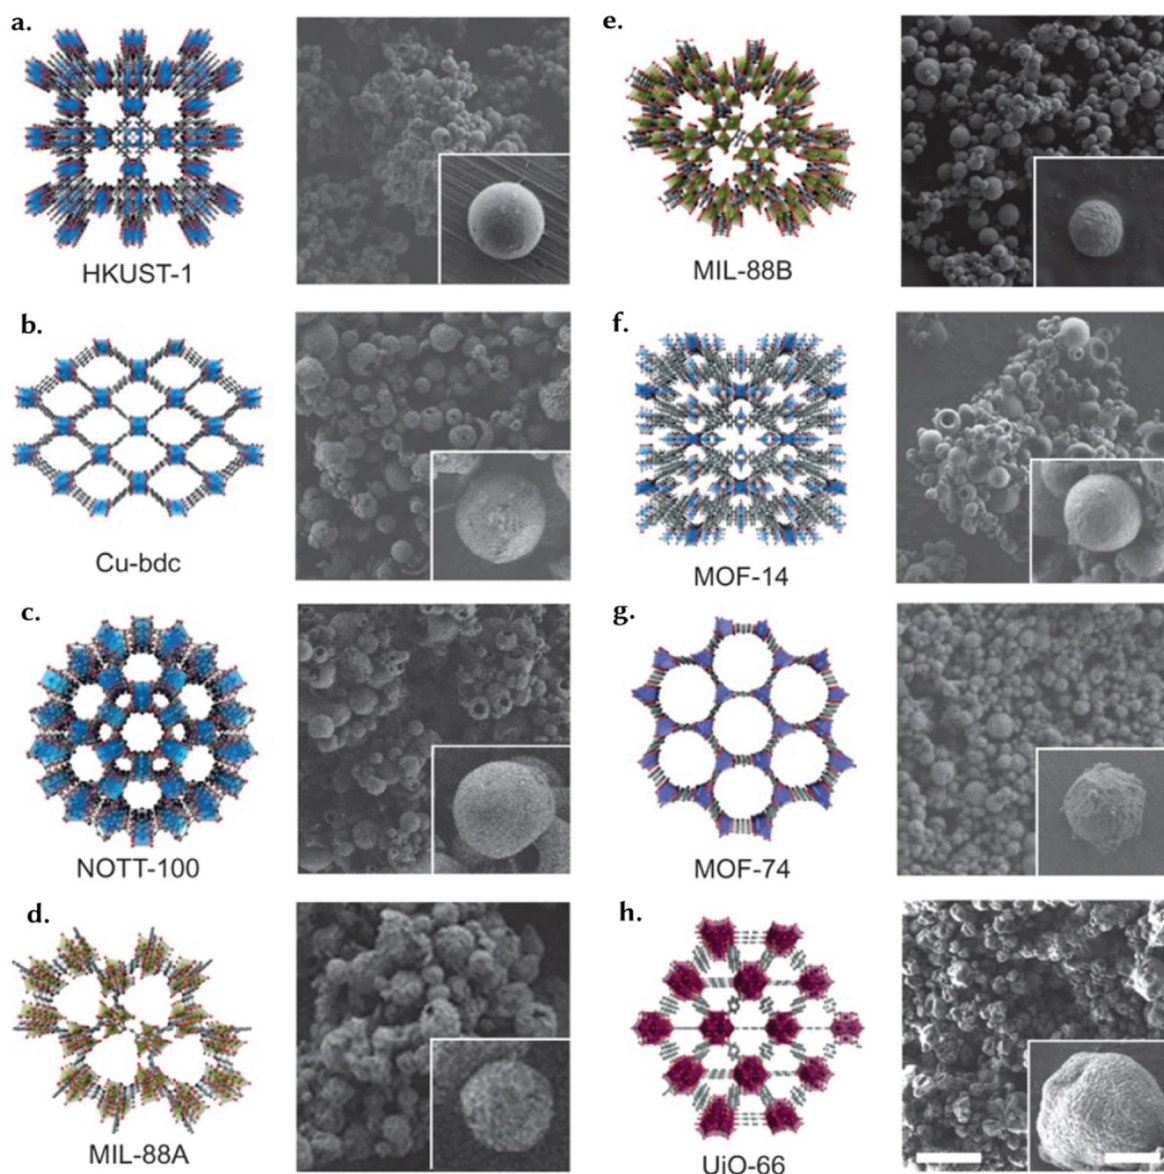 a.
HKUST-1
b.
Cu-bdc
c.
NOTT-100
d.
MIL-88A
e.
MIL-88B
f.
MOF-14
g.
MOF-74
h.
UiO-66